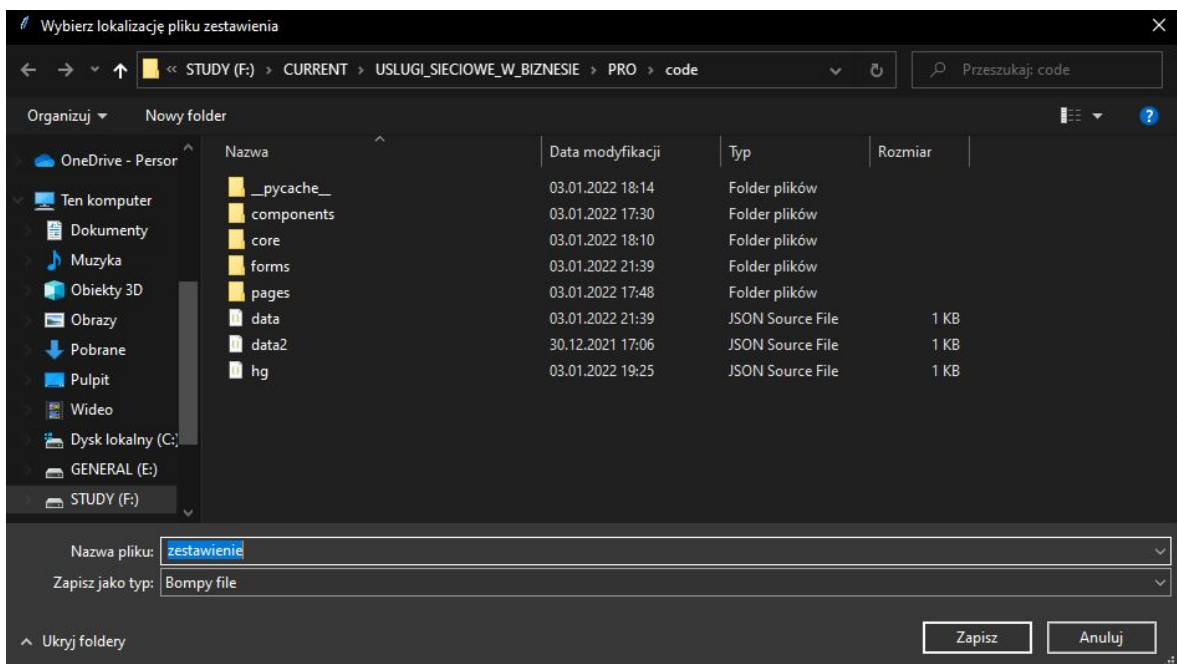 Wybierz lokalizację pliku zestawienia
« STUDY (F:) › CURRENT › USLUGI_SIECIOWE_W_BIZNESIE › PRO › code
Przeszukaj: code
Organizuj
Nowy folder
OneDrive - Person
Ten komputer
Dokumenty
Muzyka
Obiekty 3D
Obrazy
Pobrane
Pulpit
Wideo
Dysk lokalny (C:)
GENERAL (E:)
STUDY (F:)
Nazwa Data modyfikacji Typ Rozmiar
__pycache__ 03.01.2022 18:14 Folder plików
components 03.01.2022 17:30 Folder plików
core 03.01.2022 18:10 Folder plików
forms 03.01.2022 21:39 Folder plików
pages 03.01.2022 17:48 Folder plików
data 03.01.2022 21:39 JSON Source File 1 KB
data2 30.12.2021 17:06 JSON Source File 1 KB
hg 03.01.2022 19:25 JSON Source File 1 KB
Nazwa pliku: zestawienie
Zapisz jako typ: Bompy file
Ukryj foldery
Zapisz
Anuluj